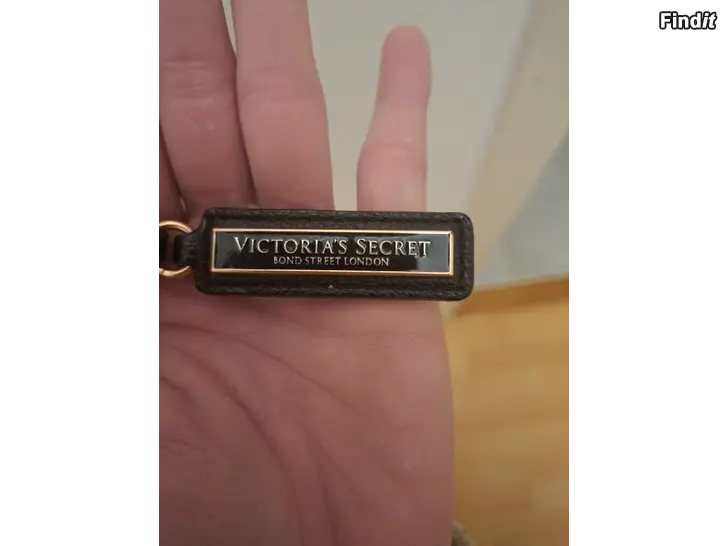 Findit
VICTORIA'S SECRET
BOND STREET LONDON